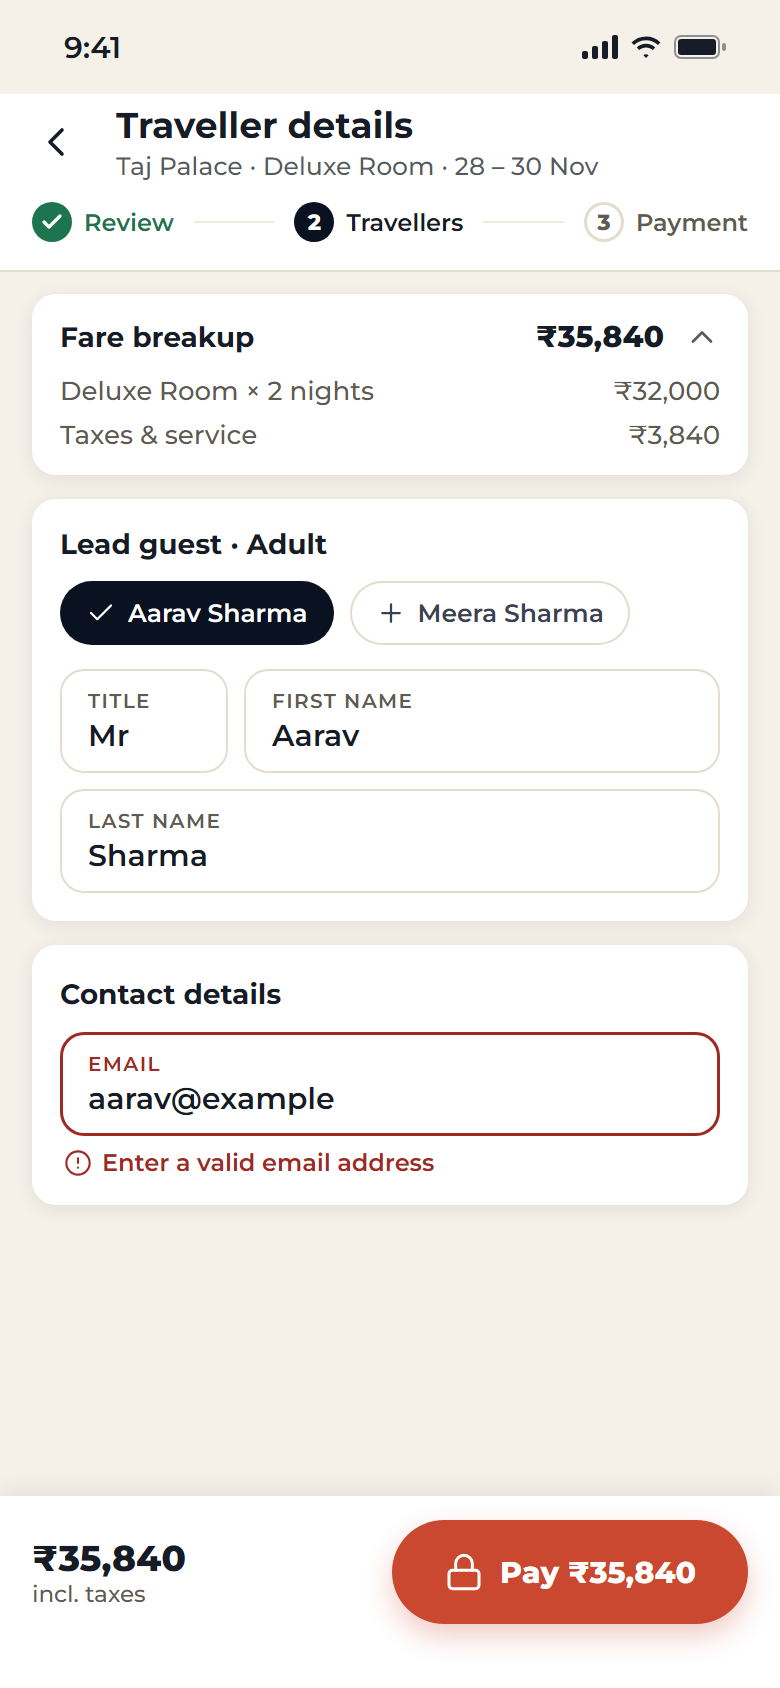 9:41
Traveller details
Taj Palace · Deluxe Room · 28 – 30 Nov
Review 2 Travellers 3 Payment
Fare breakup ₹35,840
Deluxe Room × 2 nights ₹32,000
Taxes & service ₹3,840
Lead guest · Adult
Aarav Sharma Meera Sharma
TITLE FIRST NAME
Mr Aarav
LAST NAME
Sharma
Contact details
EMAIL
aarav@example
Enter a valid email address
₹35,840
incl. taxes
Pay ₹35,840